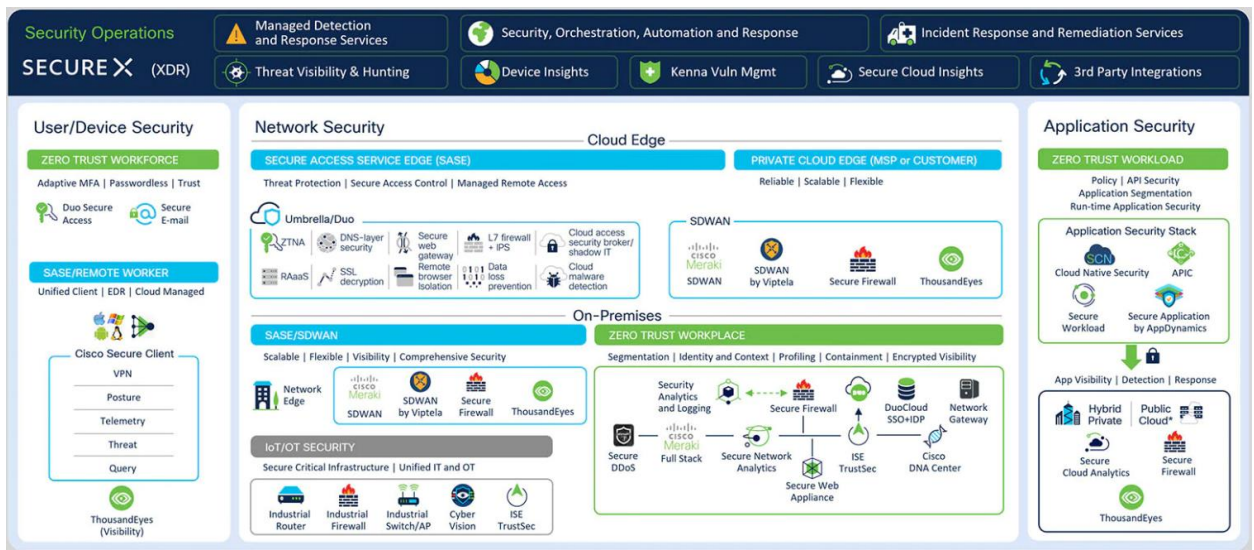 Security Operations
SECUREX (XDR)
Managed Detection
and Response Services
Security, Orchestration, Automation and Response
Incident Response and Remediation Services
Threat Visibility & Hunting
Device Insights
Kenna Vuln Mgmt
Secure Cloud Insights
3rd Party Integrations
User/Device Security
ZERO TRUST WORKFORCE
Adaptive MFA | Passwordless | Trust
Duo Secure
Access
Secure
E-mail
SASE/REMOTE WORKER
Unified Client | EDR | Cloud Managed
Cisco Secure Client
VPN
Posture
Telemetry
Threat
Query
ThousandEyes
(Visibility)
Network Security
Cloud Edge
SECURE ACCESS SERVICE EDGE (SASE)
Threat Protection | Secure Access Control | Managed Remote Access
Umbrella/Duo
ZTNA
DNS-layer
security
Secure
web
gateway
L7 firewall
+ IPS
Cloud access
security broker/
shadow IT
RAaaS
SSL
decryption
Remote
browser
Isolation
Data
loss
prevention
Cloud
malware
detection
PRIVATE CLOUD EDGE (MSP or CUSTOMER)
Reliable | Scalable | Flexible
SDWAN
CISCO
Meraki
SDWAN
SDWAN
by Viptela
Secure Firewall
ThousandEyes
On-Premises
SASE/SDWAN
Scalable | Flexible | Visibility | Comprehensive Security
Network
Edge
CISCO
Meraki
SDWAN
SDWAN
by Viptela
Secure
Firewall
ThousandEyes
IoT/OT SECURITY
Secure Critical Infrastructure | Unified IT and OT
Industrial
Router
Industrial
Firewall
Industrial
Switch/AP
Cyber
Vision
ISE
TrustSec
ZERO TRUST WORKPLACE
Segmentation | Identity and Context | Profiling | Containment | Encrypted Visibility
Security
Analytics
and Logging
Secure Firewall
DuoCloud
SSO+IDP
Network
Gateway
Secure
DDoS
CISCO
Meraki
Full Stack
Secure Network
Analytics
Secure Web
Appliance
ISE
TrustSec
Cisco
DNA Center
Application Security
ZERO TRUST WORKLOAD
Policy | API Security
Application Segmentation
Run-time Application Security
Application Security Stack
SCN
Cloud Native Security
APIC
Secure
Workload
Secure Application
by AppDynamics
App Visibility | Detection | Response
Hybrid
Private
Public
Cloud*
Secure
Cloud Analytics
Secure
Firewall
ThousandEyes